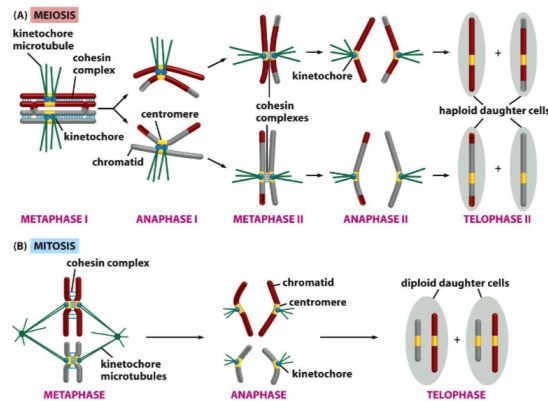 (A) MEIOSIS
kinetochore
microtubule
cohesin
complex
kinetochore
centromere
chromatid
cohesin
complexes
kinetochore
haploid daughter cells
+
+
METAPHASE I
ANAPHASE I
METAPHASE II
ANAPHASE II
TELOPHASE II
(B) MITOSIS
cohesin complex
kinetochore
microtubules
chromatid
centromere
kinetochore
diploid daughter cells
+
METAPHASE
ANAPHASE
TELOPHASE